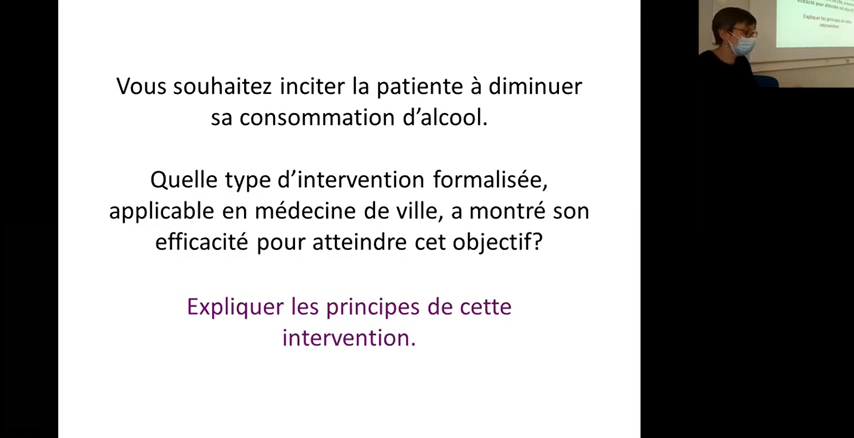 Vous souhaitez inciter la patiente à diminuer
sa consommation d'alcool.
Quelle type d'intervention formalisée,
applicable en médecine de ville, a montré son
efficacité pour atteindre cet objectif?
Expliquer les principes de cette
intervention.